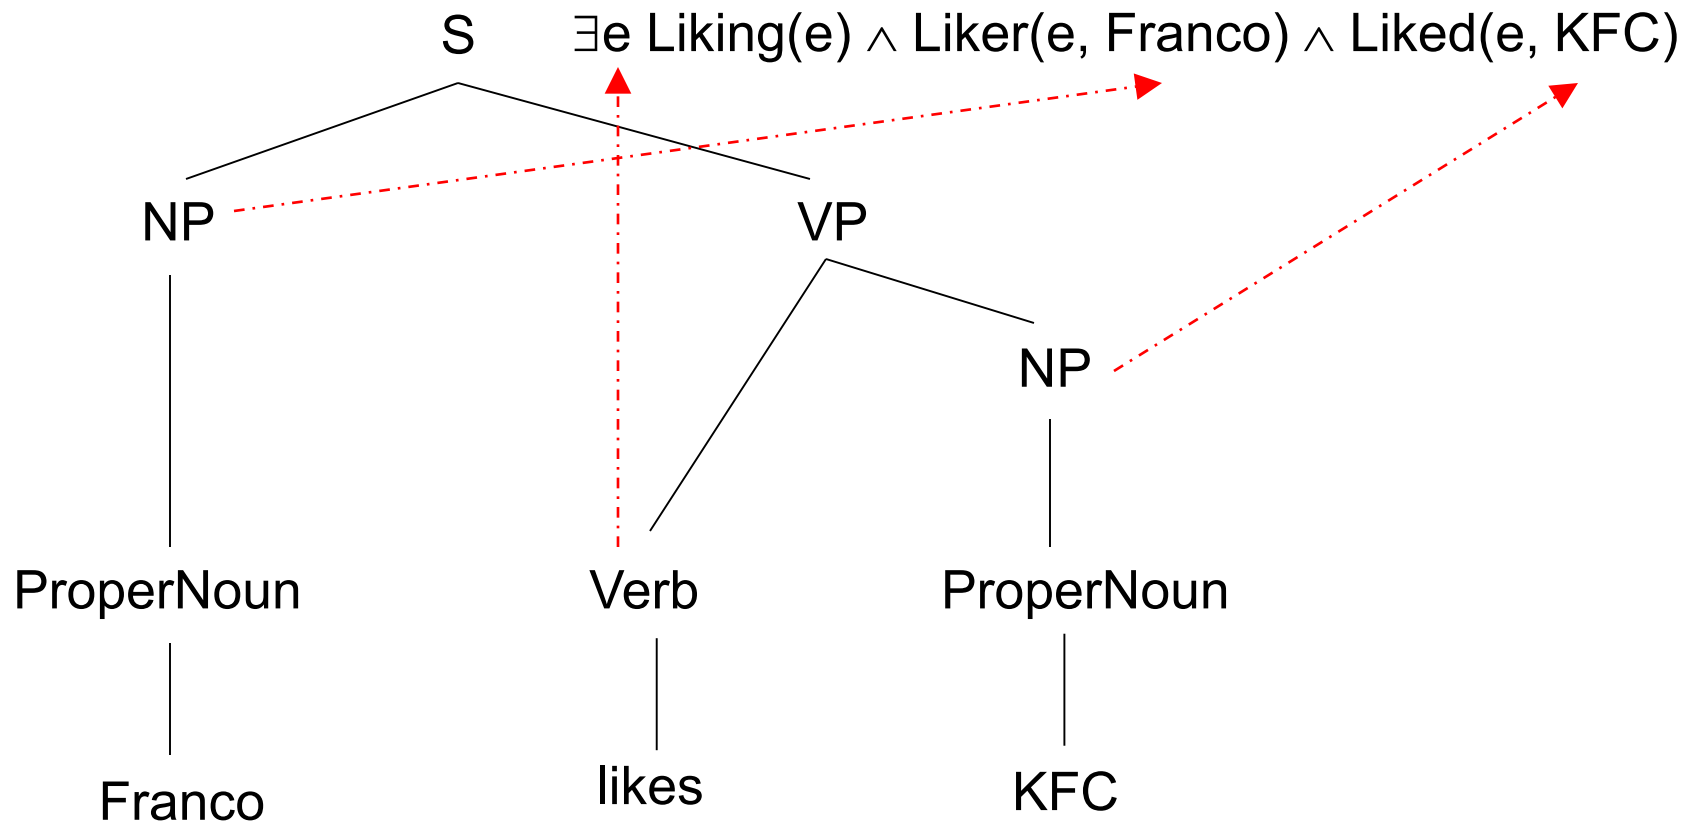 S ∃e Liking(e) ∧ Liker(e, Franco) ∧ Liked(e, KFC)
NP VP
NP
ProperNoun Verb ProperNoun
Franco likes KFC